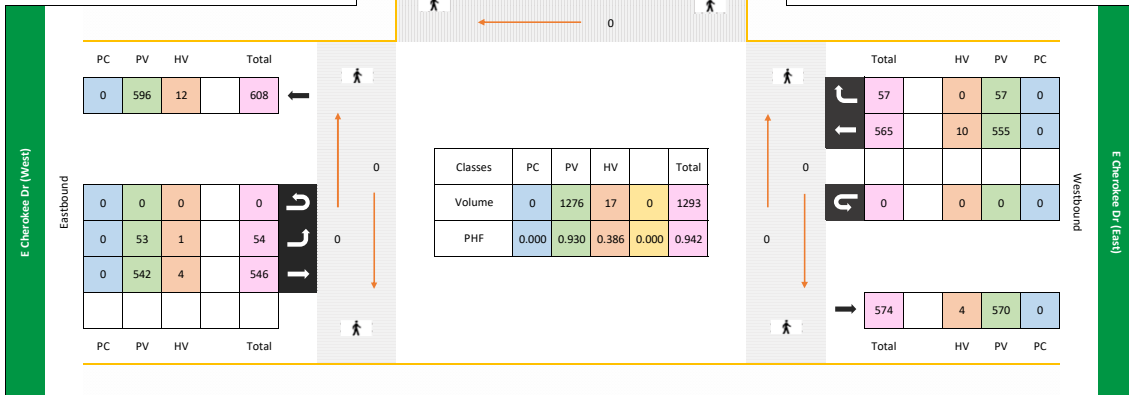 0
PC PV HV Total
0 596 12 608
E Cherokee Dr (West)
Eastbound
0 0 0 0
0 53 1 54
0 542 4 546
PC PV HV Total
0
0
Classes PC PV HV Total
Volume 0 1276 17 0 1293
PHF 0.000 0.930 0.386 0.000 0.942
0
0
Total HV PV PC
57 0 57 0
565 10 555 0
0 0 0 0
574 4 570 0
Total HV PV PC
Westbound
E Cherokee Dr (East)